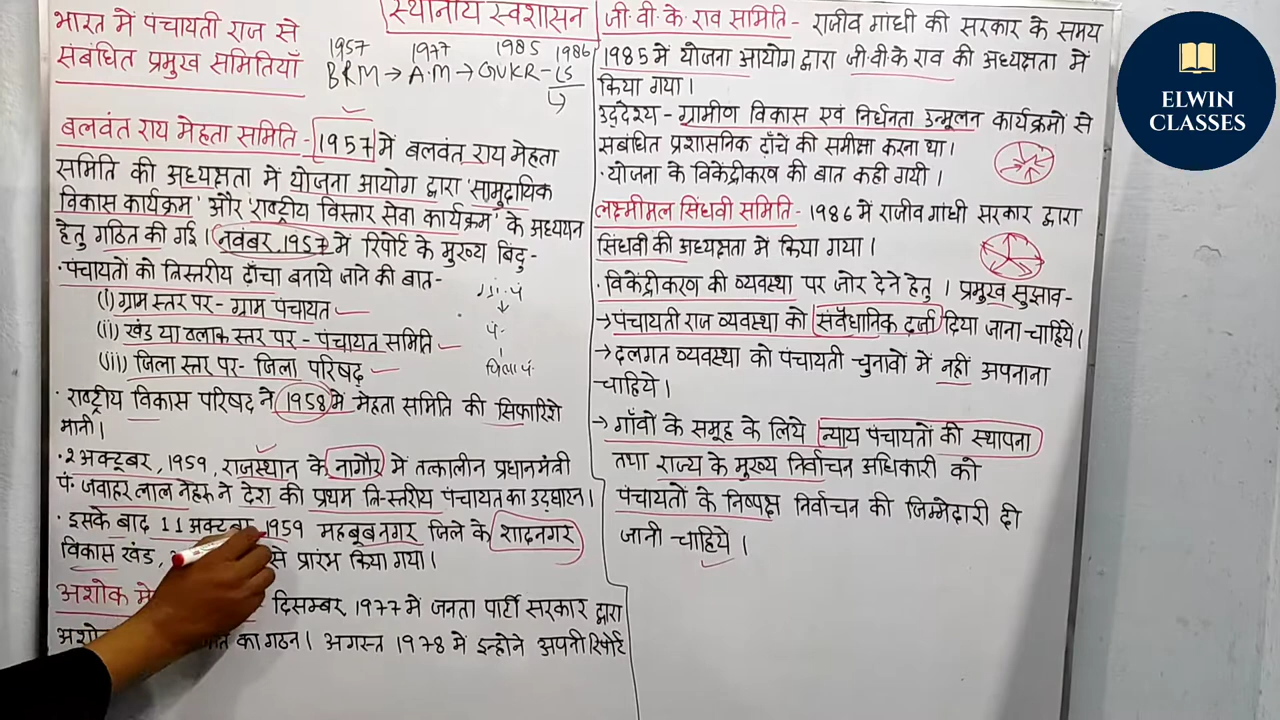 स्थानीय स्वशासन
भारत में पंचायती राज से
संबंधित प्रमुख समितियाँ
1957 1977 1985 1986
BRM → A.M → GVKR - LS
बलवंत राय मेहता समिति - 1957 में बलवंत राय मेहता
समिति की अध्यक्षता में योजना आयोग द्वारा 'सामुदायिक
विकास कार्यक्रम' और 'राष्ट्रीय विस्तार सेवा कार्यक्रम' के अध्ययन
हेतु गठित की गई। नवंबर 1957 में रिपोर्ट के मुख्य बिंदु -
· पंचायतों को त्रिस्तरीय ढ़ाँचा बनाये जाने की बात -
(i) ग्राम स्तर पर - ग्राम पंचायत
(ii) खंड या ब्लाक स्तर पर - पंचायत समिति
(iii) जिला स्तर पर - जिला परिषद्
· राष्ट्रीय विकास परिषद ने 1958 में मेहता समिति की सिफारिशे
मानी।
· 2 अक्टूबर, 1959, राजस्थान के नागौर में तत्कालीन प्रधानमंत्री
पं. जवाहर लाल नेहरू ने देश की प्रथम त्रि-स्तरीय पंचायत का उद्घाटन।
· इसके बाद 11 अक्टूबर 1959 महबूबनगर जिले के शादनगर
विकास खंड, से प्रारंभ किया गया।
अशोक मे दिसम्बर 1977 में जनता पार्टी सरकार द्वारा
अशो का गठन। अगस्त 1978 में इन्होने अपनी रिपोर्ट
जी. वी. के. राव समिति - राजीव गांधी की सरकार के समय
1985 में योजना आयोग द्वारा जी.वी.के राव की अध्यक्षता में
किया गया।
उद्देश्य - ग्रामीण विकास एवं निर्धनता उन्मूलन कार्यक्रमों से
संबंधित प्रशासनिक ढ़ाँचे की समीक्षा करना था।
· योजना के विकेंद्रीकरण की बात कही गयी।
लक्ष्मीमल सिंघवी समिति - 1986 में राजीव गांधी सरकार द्वारा
सिंघवी की अध्यक्षता में किया गया।
· विकेंद्रीकरण की व्यवस्था पर जोर देने हेतु। प्रमुख सुझाव -
→ पंचायती राज व्यवस्था को संवैधानिक दर्जा दिया जाना चाहिये।
→ दलगत व्यवस्था को पंचायती चुनावों में नहीं अपनाना
चाहिये।
→ गाँवों के समूह के लिये न्याय पंचायतों की स्थापना
तथा राज्य के मुख्य निर्वाचन अधिकारी को
पंचायतों के निष्पक्ष निर्वाचन की जिम्मेदारी दी
जानी चाहिये।
ELWIN
CLASSES